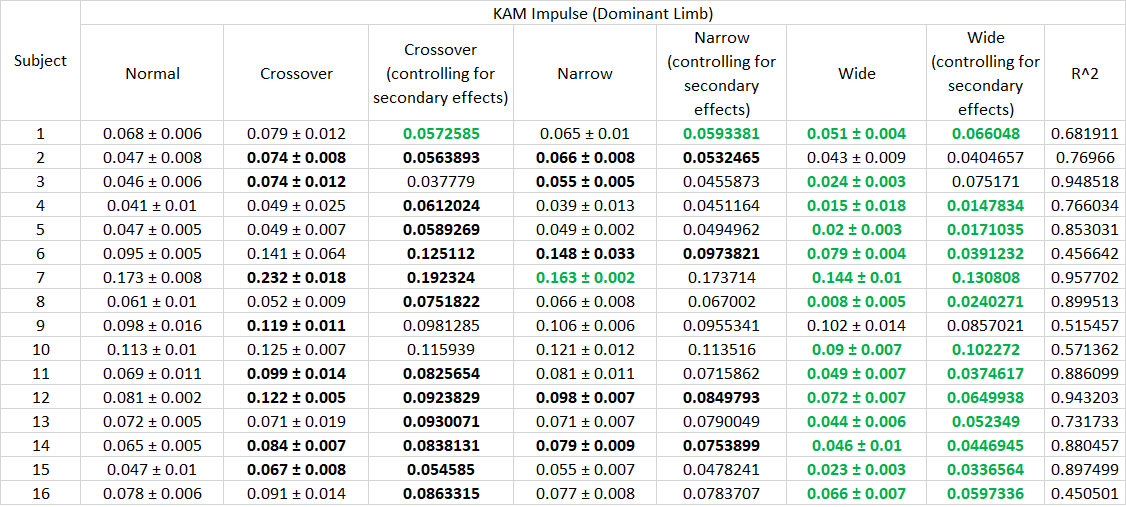 KAM Impulse (Dominant Limb)
Subject Normal Crossover Crossover (controlling for secondary effects) Narrow Narrow (controlling for secondary effects) Wide Wide (controlling for secondary effects) R^2
1 0.068 ± 0.006 0.079 ± 0.012 0.0572585 0.065 ± 0.01 0.0593381 0.051 ± 0.004 0.066048 0.681911
2 0.047 ± 0.008 0.074 ± 0.008 0.0563893 0.066 ± 0.008 0.0532465 0.043 ± 0.009 0.0404657 0.76966
3 0.046 ± 0.006 0.074 ± 0.012 0.037779 0.055 ± 0.005 0.0455873 0.024 ± 0.003 0.075171 0.948518
4 0.041 ± 0.01 0.049 ± 0.025 0.0612024 0.039 ± 0.013 0.0451164 0.015 ± 0.018 0.0147834 0.766034
5 0.047 ± 0.005 0.049 ± 0.007 0.0589269 0.049 ± 0.002 0.0494962 0.02 ± 0.003 0.0171035 0.853031
6 0.095 ± 0.005 0.141 ± 0.064 0.125112 0.148 ± 0.033 0.0973821 0.079 ± 0.004 0.0391232 0.456642
7 0.173 ± 0.008 0.232 ± 0.018 0.192324 0.163 ± 0.002 0.173714 0.144 ± 0.01 0.130808 0.957702
8 0.061 ± 0.01 0.052 ± 0.009 0.0751822 0.066 ± 0.008 0.067002 0.008 ± 0.005 0.0240271 0.899513
9 0.098 ± 0.016 0.119 ± 0.011 0.0981285 0.106 ± 0.006 0.0955341 0.102 ± 0.014 0.0857021 0.515457
10 0.113 ± 0.01 0.125 ± 0.007 0.115939 0.121 ± 0.012 0.113516 0.09 ± 0.007 0.102272 0.571362
11 0.069 ± 0.011 0.099 ± 0.014 0.0825654 0.081 ± 0.011 0.0715862 0.049 ± 0.007 0.0374617 0.886099
12 0.081 ± 0.002 0.122 ± 0.005 0.0923829 0.098 ± 0.007 0.0849793 0.072 ± 0.007 0.0649938 0.943203
13 0.072 ± 0.005 0.071 ± 0.019 0.0930071 0.071 ± 0.007 0.0790049 0.044 ± 0.006 0.052349 0.731733
14 0.065 ± 0.005 0.084 ± 0.007 0.0838131 0.079 ± 0.009 0.0753899 0.046 ± 0.01 0.0446945 0.880457
15 0.047 ± 0.01 0.067 ± 0.008 0.054585 0.055 ± 0.007 0.0478241 0.023 ± 0.003 0.0336564 0.897499
16 0.078 ± 0.006 0.091 ± 0.014 0.0863315 0.077 ± 0.008 0.0783707 0.066 ± 0.007 0.0597336 0.450501